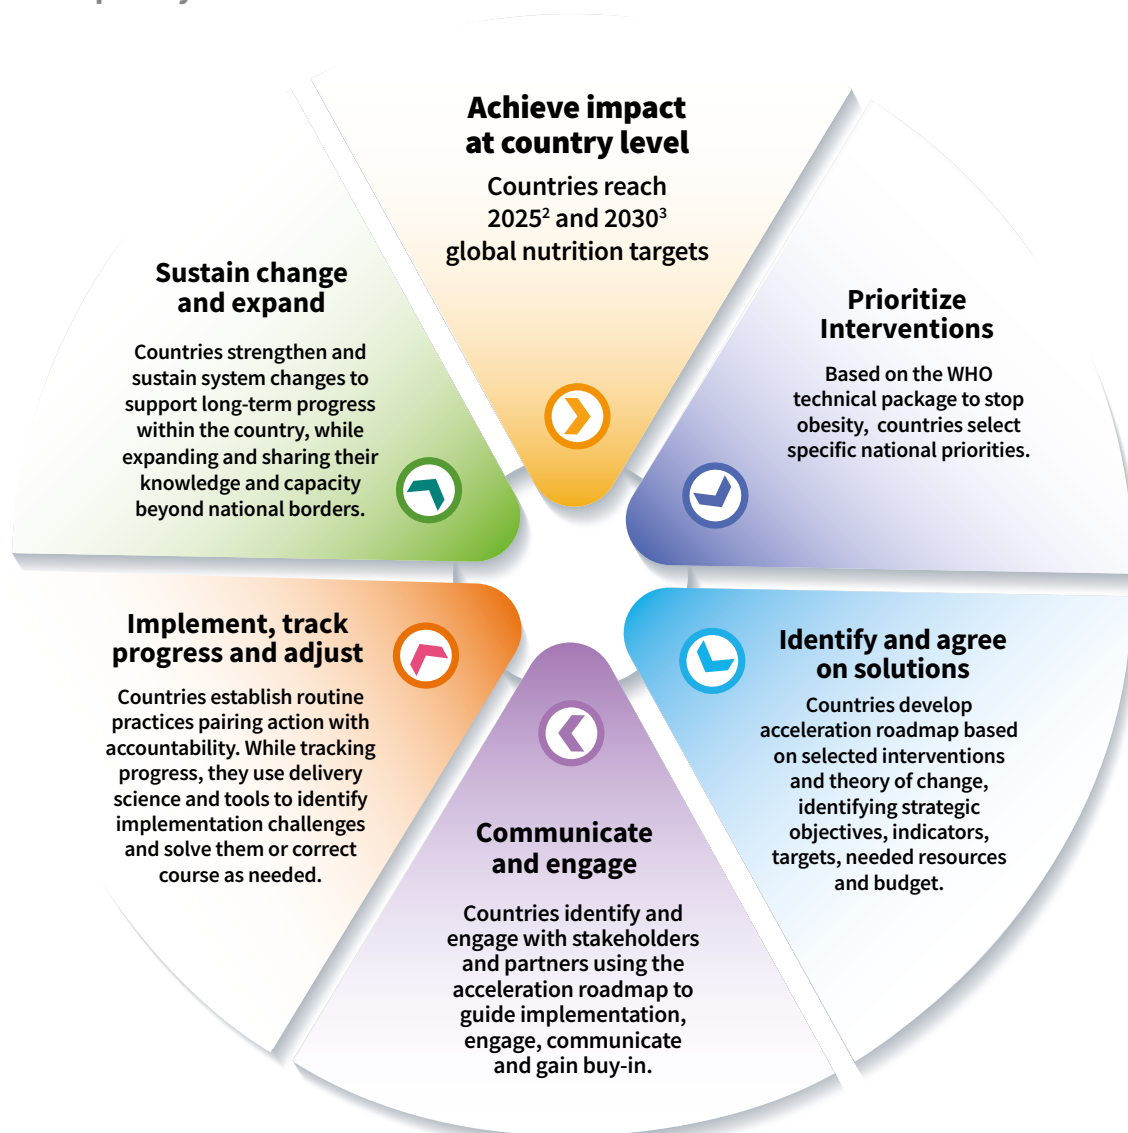 Achieve impact
at country level
Countries reach
2025² and 2030³
global nutrition targets
Prioritize
Interventions
Based on the WHO
technical package to stop
obesity, countries select
specific national priorities.
Identify and agree
on solutions
Countries develop
acceleration roadmap based
on selected interventions
and theory of change,
identifying strategic
objectives, indicators,
targets, needed resources
and budget.
Communicate
and engage
Countries identify and
engage with stakeholders
and partners using the
acceleration roadmap to
guide implementation,
engage, communicate
and gain buy-in.
Implement, track
progress and adjust
Countries establish routine
practices pairing action with
accountability. While tracking
progress, they use delivery
science and tools to identify
implementation challenges
and solve them or correct
course as needed.
Sustain change
and expand
Countries strengthen and
sustain system changes to
support long-term progress
within the country, while
expanding and sharing their
knowledge and capacity
beyond national borders.